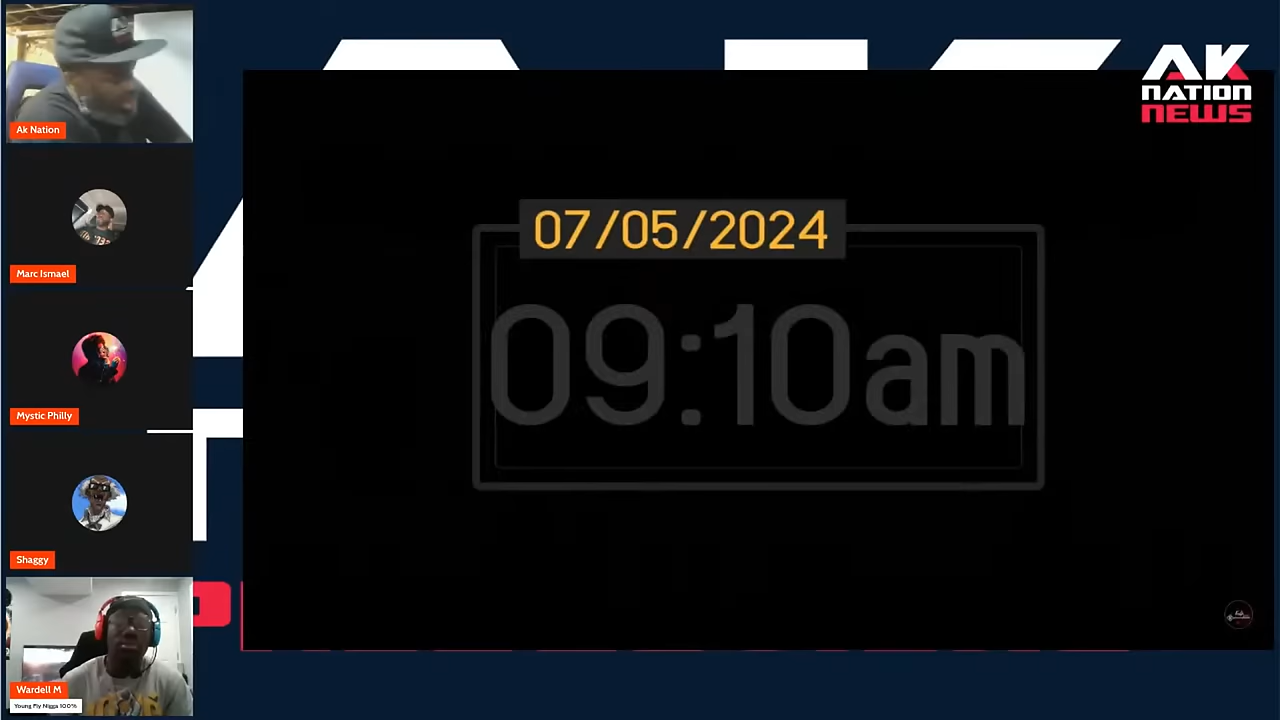 Ak Nation
Marc Ismael
Mystic Philly
Shaggy
Wardell M
Young Fly Nigga 100%
07/05/2024
09:10am
AK
NATION
NEWS